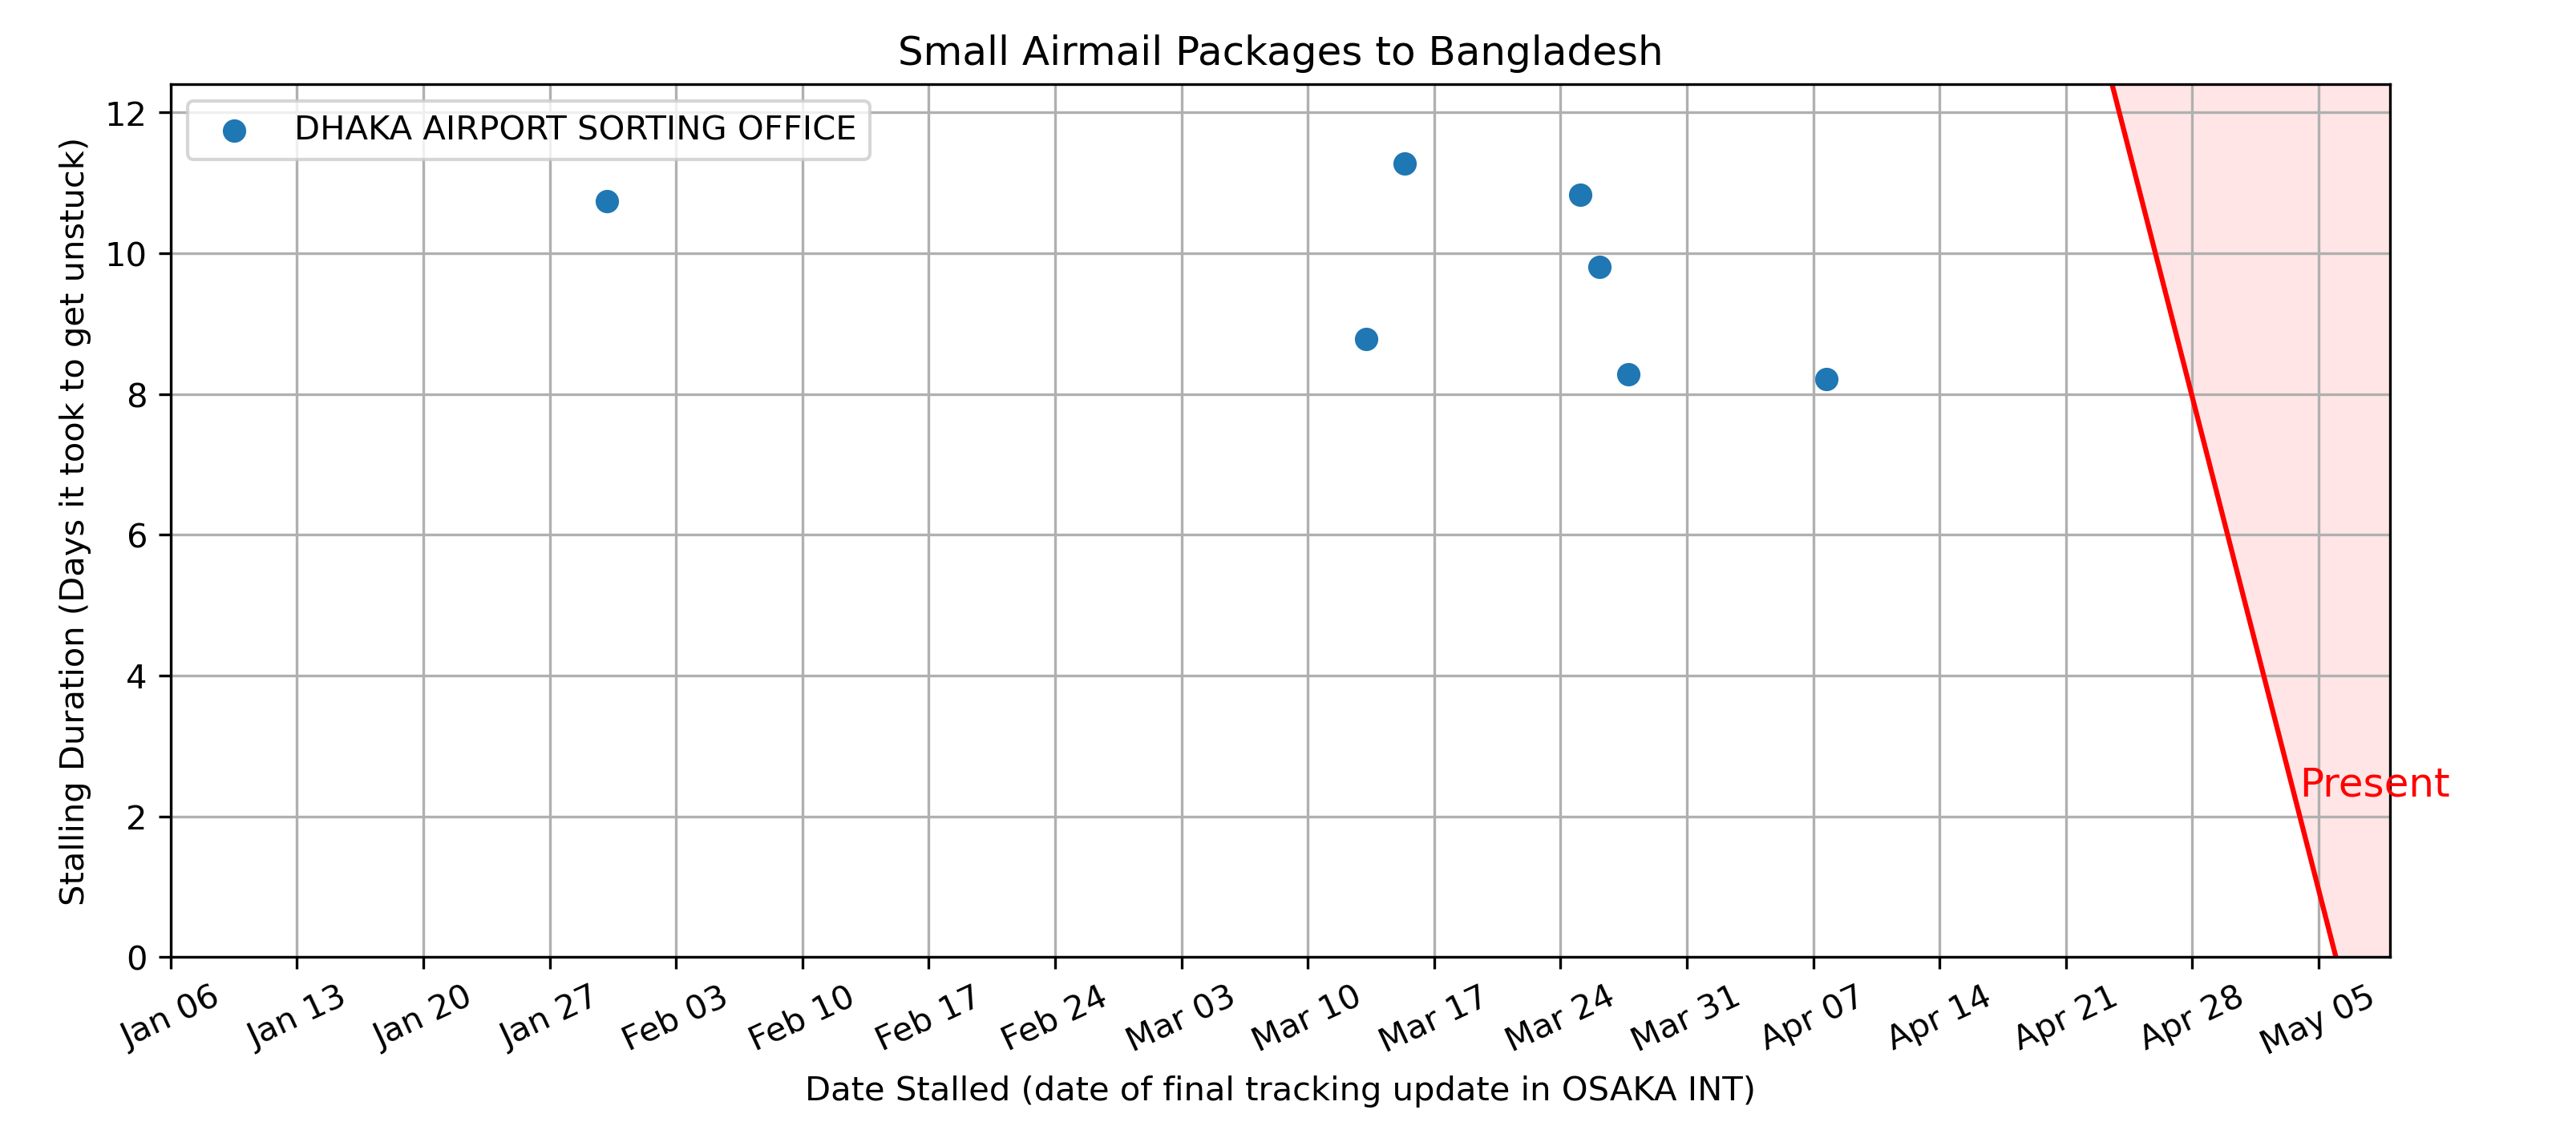 Small Airmail Packages to Bangladesh
DHAKA AIRPORT SORTING OFFICE
Stalling Duration (Days it took to get unstuck)
12
10
8
6
4
2
0
Present
Jan 06 Jan 13 Jan 20 Jan 27 Feb 03 Feb 10 Feb 17 Feb 24 Mar 03 Mar 10 Mar 17 Mar 24 Mar 31 Apr 07 Apr 14 Apr 21 Apr 28 May 05
Date Stalled (date of final tracking update in OSAKA INT)